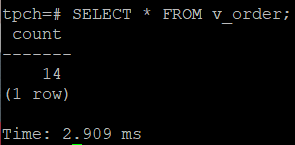 tpch=# SELECT * FROM v_order;
count
-------
14
(1 row)
Time: 2.909 ms